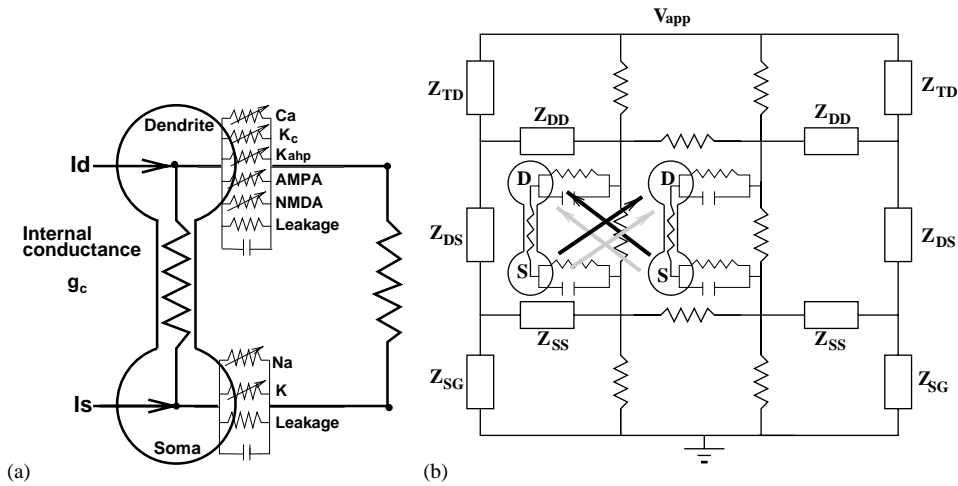 Dendrite
Ca
Kc
Kahp
AMPA
NMDA
Leakage
Id
Internal
conductance
gc
Na
K
Leakage
Is
Soma
(a)
Vapp
ZTD
ZTD
ZDD
ZDD
D
D
ZDS
ZDS
S
S
ZSS
ZSS
ZSG
ZSG
(b)